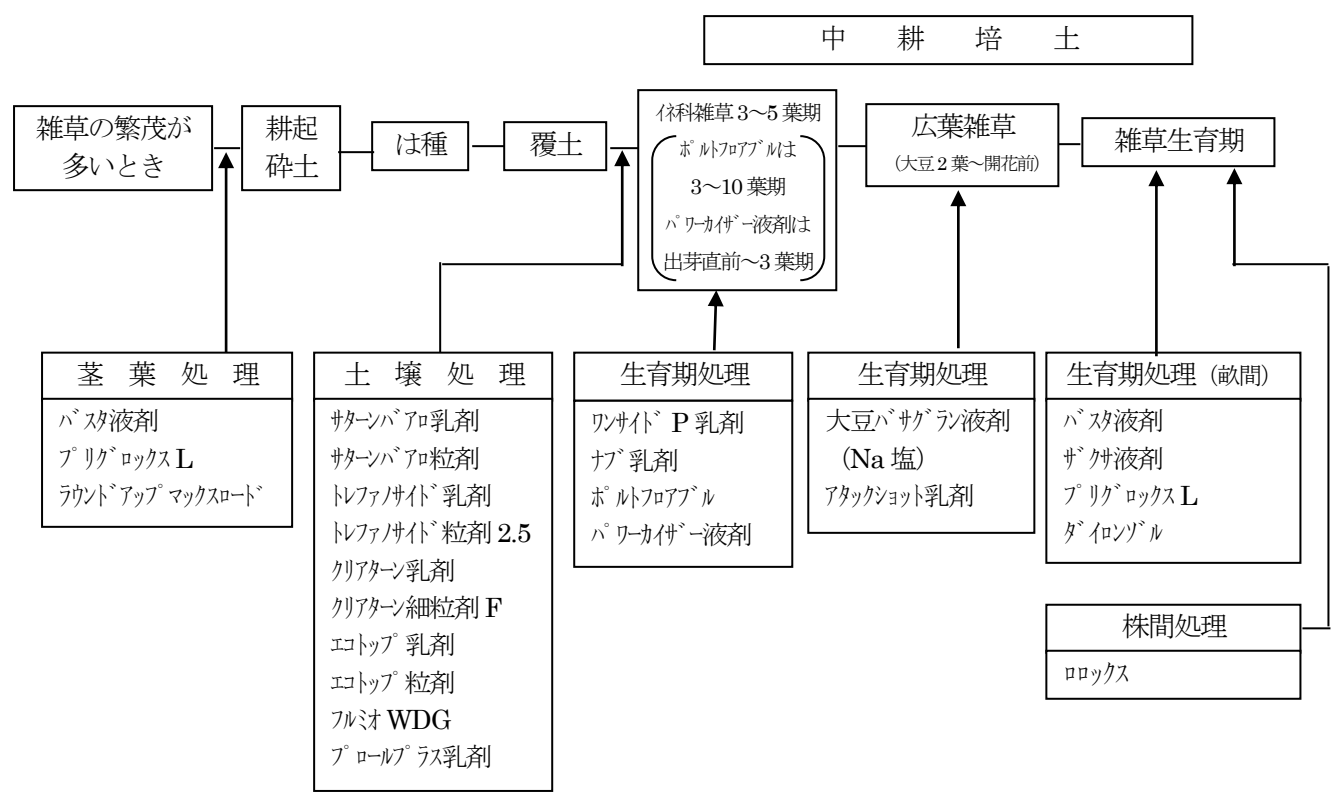 中 耕 培 土
雑草の繁茂が
多いとき
耕起
砕土
は種
覆土
ｲﾈ科雑草3～5葉期
ﾎﾟﾙﾄﾌﾛｱﾌﾞﾙは
3～10葉期
ﾊﾟﾜｰｶｲｻﾞｰ液剤は
出芽直前～3葉期
広葉雑草
(大豆2葉～開花前)
雑草生育期
茎 葉 処 理
ﾊﾞｽﾀ液剤
ﾌﾟﾘｸﾞﾛｯｸｽL
ﾗｳﾝﾄﾞｱｯﾌﾟﾏｯｸｽﾛｰﾄﾞ
土 壌 処 理
ｻﾀｰﾝﾊﾞｱﾛ乳剤
ｻﾀｰﾝﾊﾞｱﾛ粒剤
ﾄﾚﾌｧﾉｻｲﾄﾞ乳剤
ﾄﾚﾌｧﾉｻｲﾄﾞ粒剤2.5
ｸﾘｱﾀｰﾝ乳剤
ｸﾘｱﾀｰﾝ細粒剤F
ｴｺﾄｯﾌﾟ乳剤
ｴｺﾄｯﾌﾟ粒剤
ﾌﾙﾐｵWDG
ﾌﾟﾛｰﾙﾌﾟﾗｽ乳剤
生育期処理
ﾜﾝｻｲﾄﾞP乳剤
ﾅﾌﾞ乳剤
ﾎﾟﾙﾄﾌﾛｱﾌﾞﾙ
ﾊﾟﾜｰｶｲｻﾞｰ液剤
生育期処理
大豆ﾊﾞｻｸﾞﾗﾝ液剤
(Na塩)
ｱﾀｯｸｼｮｯﾄ乳剤
生育期処理(畝間)
ﾊﾞｽﾀ液剤
ｻﾞｸｻ液剤
ﾌﾟﾘｸﾞﾛｯｸｽL
ﾀﾞｲﾛﾝｿﾞﾙ
株間処理
ﾛﾛｯｸｽ